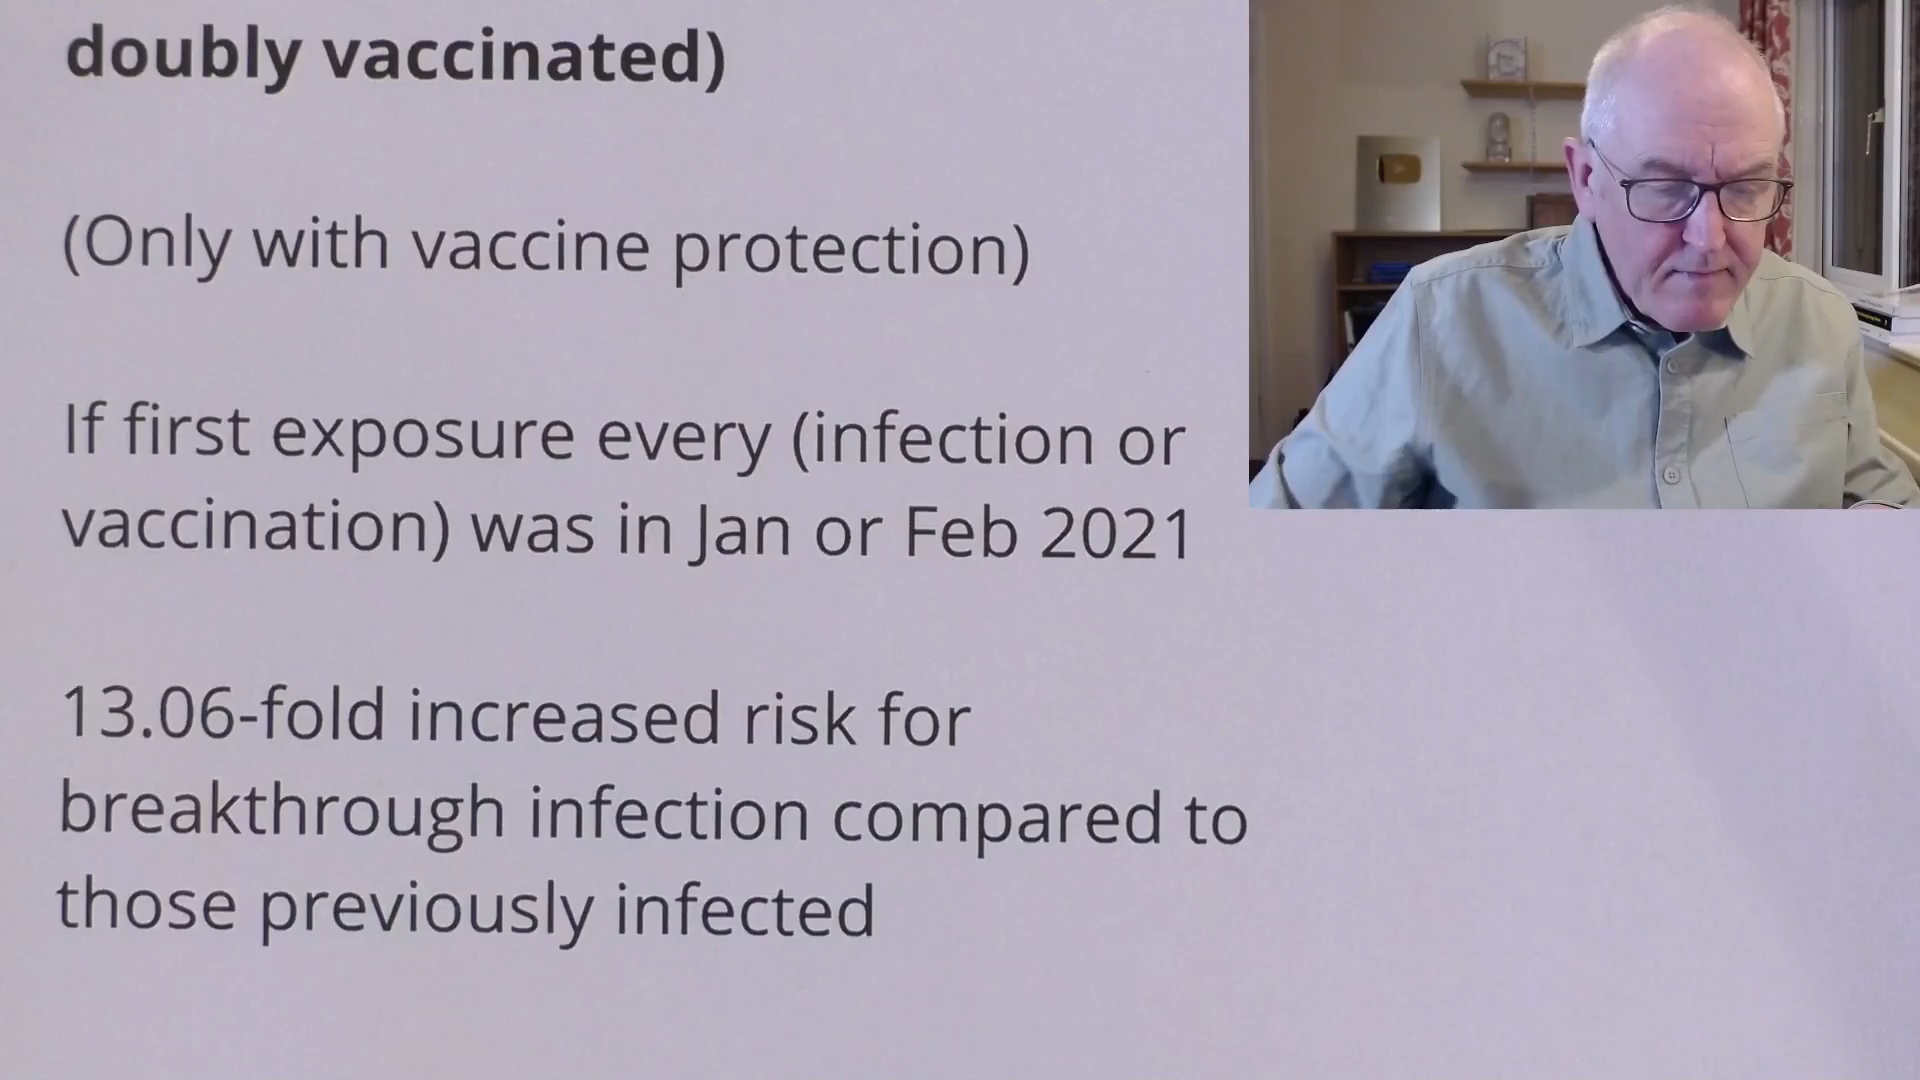 doubly vaccinated)
(Only with vaccine protection)
If first exposure every (infection or
vaccination) was in Jan or Feb 2021
13.06-fold increased risk for
breakthrough infection compared to
those previously infected